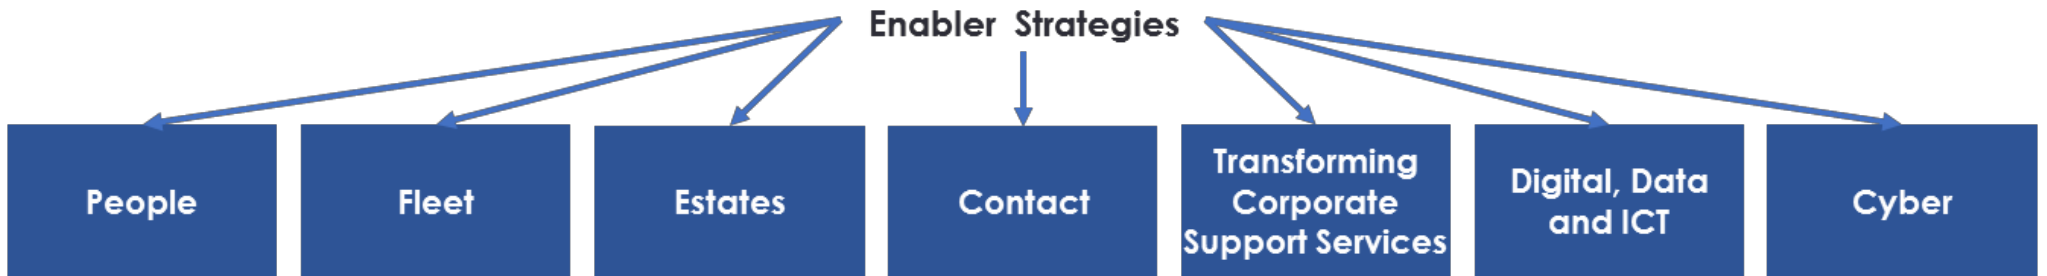 Enabler Strategies
People
Fleet
Estates
Contact
Transforming
Corporate
Support Services
Digital, Data
and ICT
Cyber